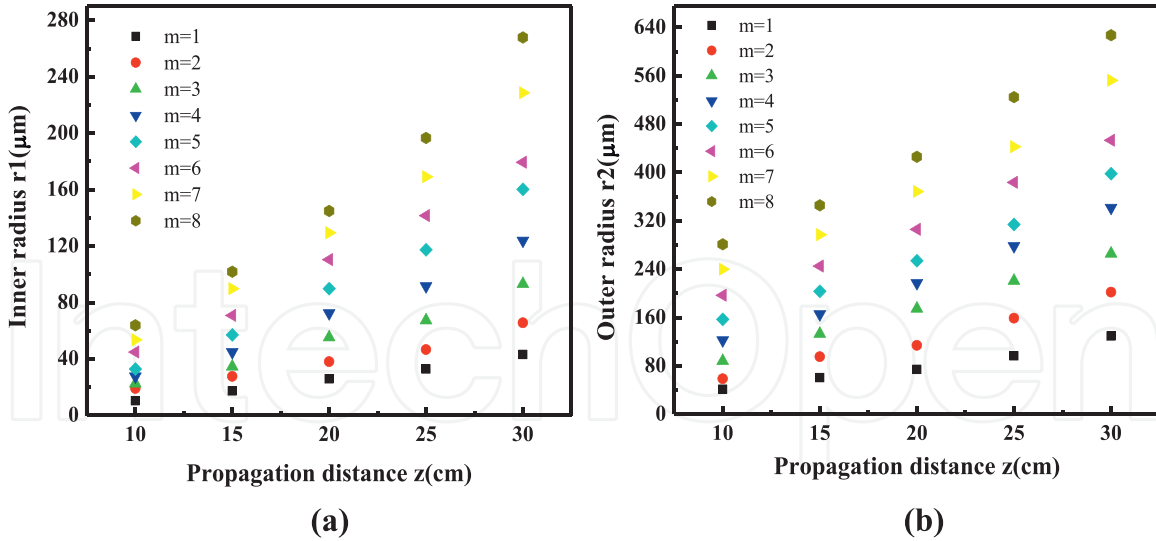 280
240
200
160
120
80
40
0
Inner radius r1(μm)
m=1
m=2
m=3
m=4
m=5
m=6
m=7
m=8
10 15 20 25 30
Propagation distance z(cm)
(a)
640
560
480
400
320
240
160
80
0
Outer radius r2(μm)
m=1
m=2
m=3
m=4
m=5
m=6
m=7
m=8
10 15 20 25 30
Propagation distance z(cm)
(b)
IntechOpen